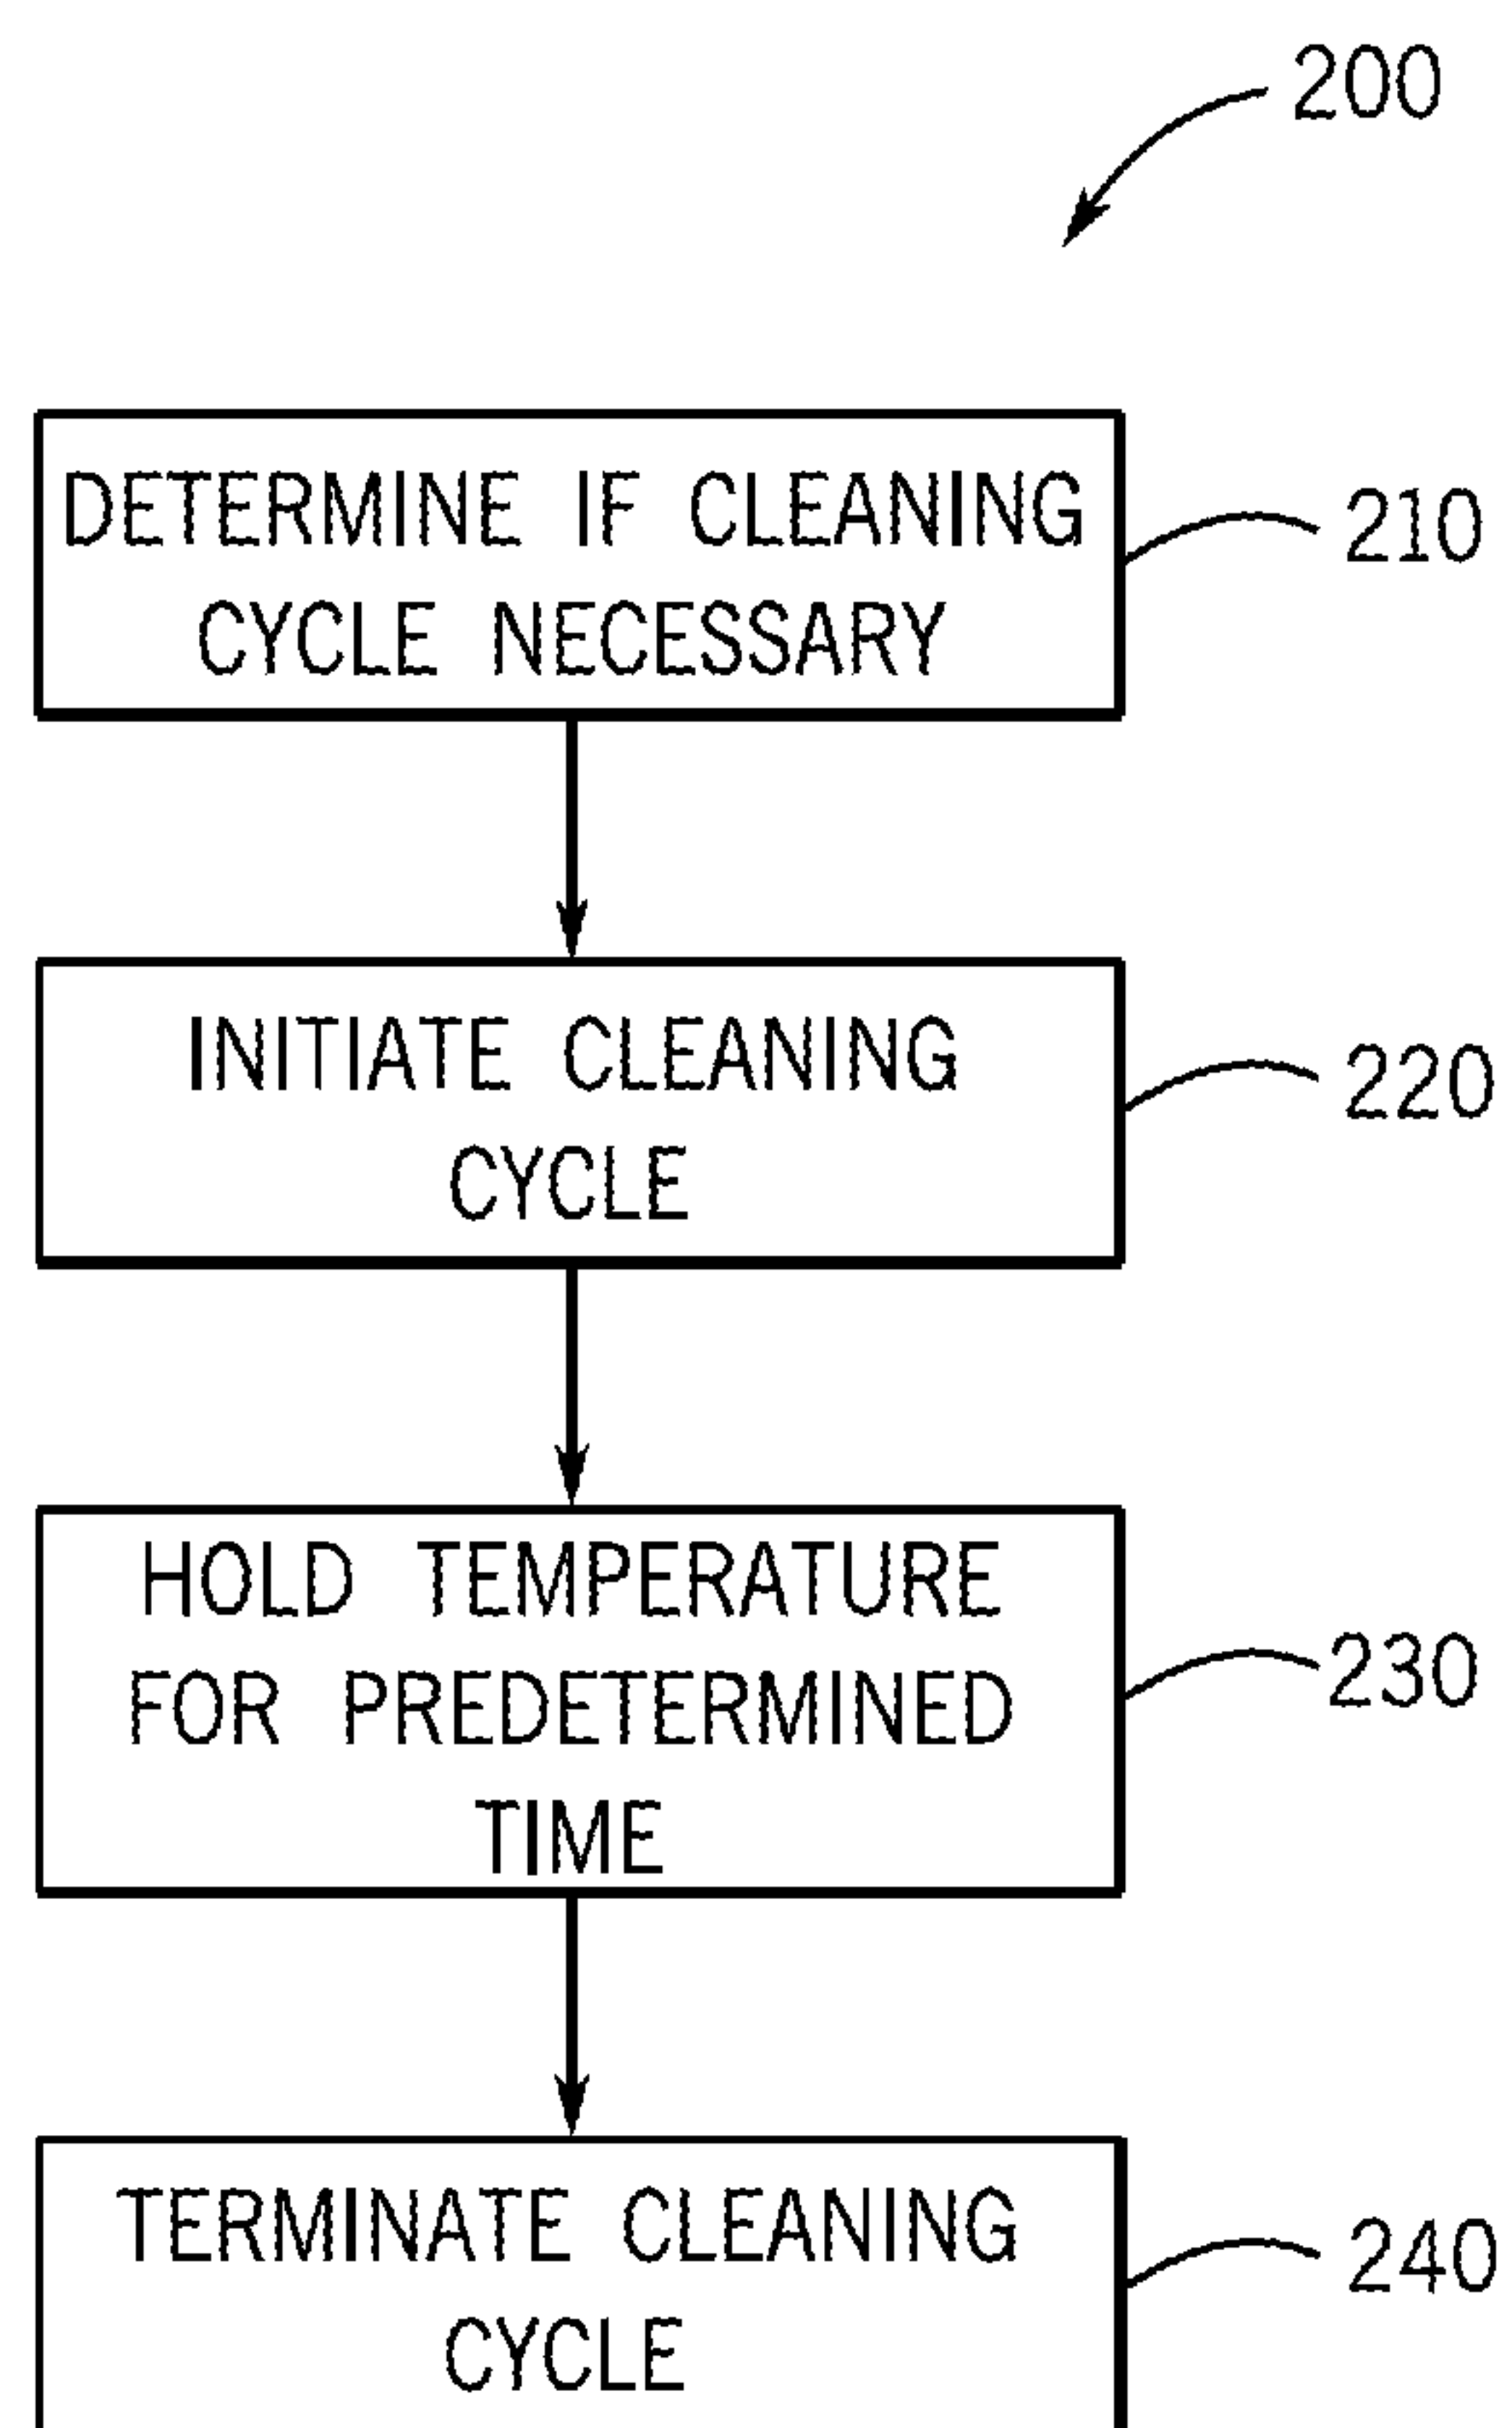 200
DETERMINE IF CLEANING
CYCLE NECESSARY
210
INITIATE CLEANING
CYCLE
220
HOLD TEMPERATURE
FOR PREDETERMINED
TIME
230
TERMINATE CLEANING
CYCLE
240